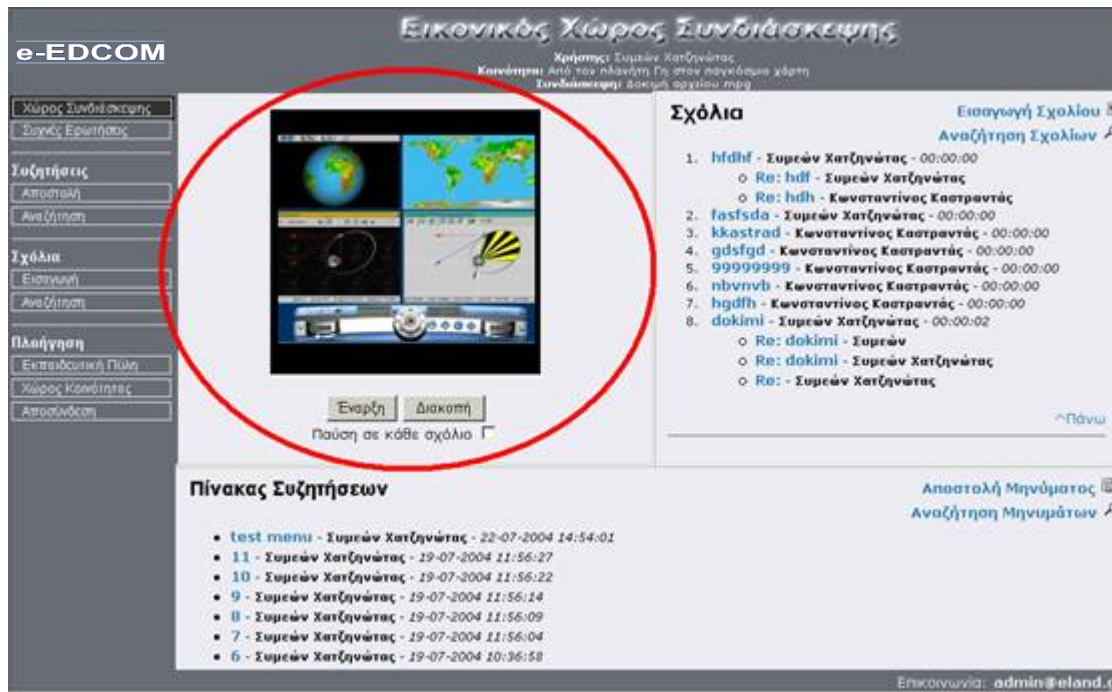 e-EDCOM
Εικονικός Χώρος Συνδιάσκεψης
Χρήστης: Συμεών Χατζηνώτας
Κοινότητα: Από τον πλανήτη Γη στον παγκόσμιο χάρτη
Συνδιάσκεψη: Δοκιμή αρχείου mpg
Χώρος Συνδιάσκεψης
Συχνές Ερωτήσεις
Συζητήσεις
Αποστολή
Αναζήτηση
Σχόλια
Εισαγωγή
Αναζήτηση
Πλοήγηση
Εκπαιδευτική Πύλη
Χώρος Κοινότητας
Αποσύνδεση
Έναρξη Διακοπή
Παύση σε κάθε σχόλιο
Σχόλια
Εισαγωγή Σχολίου
Αναζήτηση Σχολίων
1. hfdhf - Συμεών Χατζηνώτας - 00:00:00
Re: hdf - Συμεών Χατζηνώτας
Re: hdh - Κωνσταντίνος Καστραντάς
2. fasfsda - Συμεών Χατζηνώτας - 00:00:00
3. kkastrad - Κωνσταντίνος Καστραντάς - 00:00:00
4. gdsfgd - Κωνσταντίνος Καστραντάς - 00:00:00
5. 99999999 - Κωνσταντίνος Καστραντάς - 00:00:00
6. nbvnvb - Κωνσταντίνος Καστραντάς - 00:00:00
7. hgdfh - Κωνσταντίνος Καστραντάς - 00:00:00
8. dokimi - Συμεών Χατζηνώτας - 00:00:02
Re: dokimi - Συμεών
Re: dokimi - Συμεών Χατζηνώτας
Re: - Συμεών Χατζηνώτας
^Πάνω
Πίνακας Συζητήσεων
Αποστολή Μηνύματος
Αναζήτηση Μηνυμάτων
test menu - Συμεών Χατζηνώτας - 22-07-2004 14:54:01
11 - Συμεών Χατζηνώτας - 19-07-2004 11:56:27
10 - Συμεών Χατζηνώτας - 19-07-2004 11:56:22
9 - Συμεών Χατζηνώτας - 19-07-2004 11:56:14
8 - Συμεών Χατζηνώτας - 19-07-2004 11:56:09
7 - Συμεών Χατζηνώτας - 19-07-2004 11:56:04
6 - Συμεών Χατζηνώτας - 19-07-2004 10:36:58
Επικοινωνία: admin@eland.